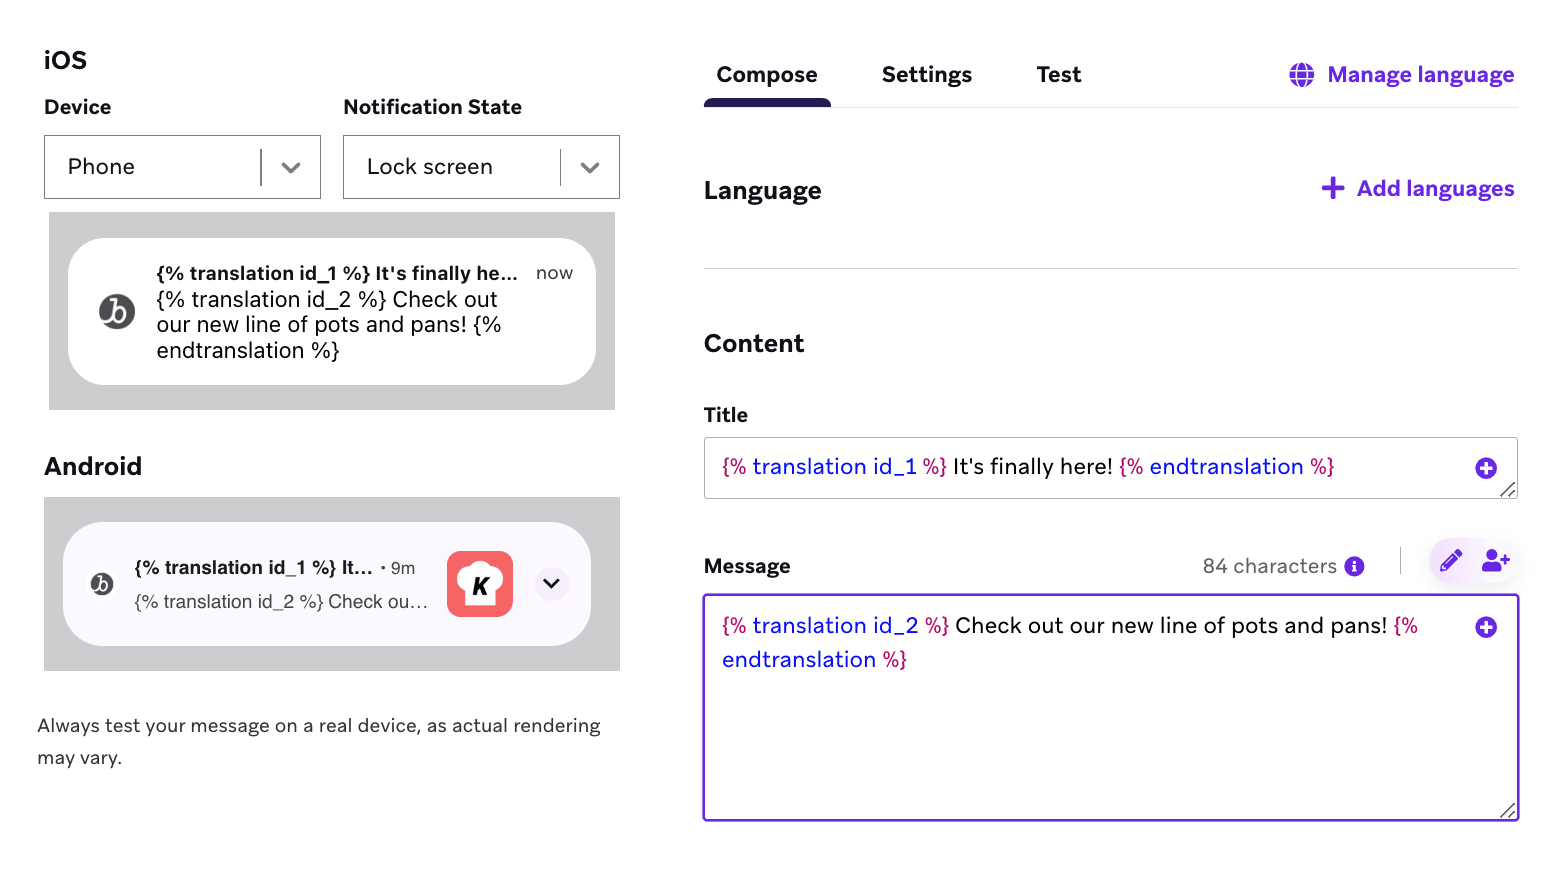 iOS
Device
Notification State
Phone
Lock screen
{% translation id_1 %} It's finally he... now
{% translation id_2 %} Check out
our new line of pots and pans! {%
endtranslation %}
b
Android
{% translation id_1 %} It... • 9m
{% translation id_2 %} Check ou...
b
K
Always test your message on a real device, as actual rendering
may vary.
Compose
Settings
Test
Manage language
Language
Add languages
Content
Title
{% translation id_1 %} It's finally here! {% endtranslation %}
Message
84 characters
{% translation id_2 %} Check out our new line of pots and pans! {%
endtranslation %}